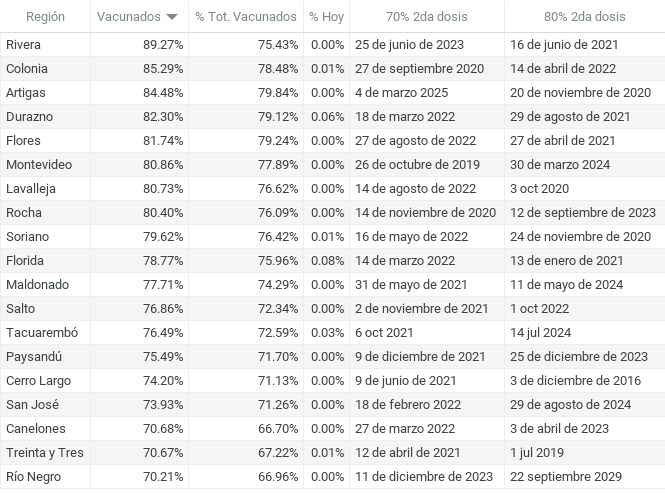 Región Vacunados % Tot. Vacunados % Hoy 70% 2da dosis 80% 2da dosis
Rivera 89.27% 75.43% 0.00% 25 de junio de 2023 16 de junio de 2021
Colonia 85.29% 78.48% 0.01% 27 de septiembre 2020 14 de abril de 2022
Artigas 84.48% 79.84% 0.00% 4 de marzo 2025 20 de noviembre de 2020
Durazno 82.30% 79.12% 0.06% 18 de marzo 2022 29 de agosto de 2021
Flores 81.74% 79.24% 0.00% 27 de agosto de 2022 27 de abril de 2021
Montevideo 80.86% 77.89% 0.00% 26 de octubre de 2019 30 de marzo 2024
Lavalleja 80.73% 76.62% 0.00% 14 de agosto de 2022 3 oct 2020
Rocha 80.40% 76.09% 0.00% 14 de noviembre de 2020 12 de septiembre de 2023
Soriano 79.62% 76.42% 0.01% 16 de mayo de 2022 24 de noviembre de 2020
Florida 78.77% 75.96% 0.08% 14 de marzo 2022 13 de enero de 2021
Maldonado 77.71% 74.29% 0.00% 31 de mayo de 2021 11 de mayo de 2024
Salto 76.86% 72.34% 0.00% 2 de noviembre de 2021 1 oct 2022
Tacuarembó 76.49% 72.59% 0.03% 6 oct 2021 14 jul 2024
Paysandú 75.49% 71.70% 0.00% 9 de diciembre de 2021 25 de diciembre de 2023
Cerro Largo 74.20% 71.13% 0.00% 9 de junio de 2021 3 de diciembre de 2016
San José 73.93% 71.26% 0.00% 18 de febrero 2022 29 de agosto de 2024
Canelones 70.68% 66.70% 0.00% 27 de marzo 2022 3 de abril de 2023
Treinta y Tres 70.67% 67.22% 0.01% 12 de abril de 2021 1 jul 2019
Río Negro 70.21% 66.96% 0.00% 11 de diciembre de 2023 22 septiembre 2029